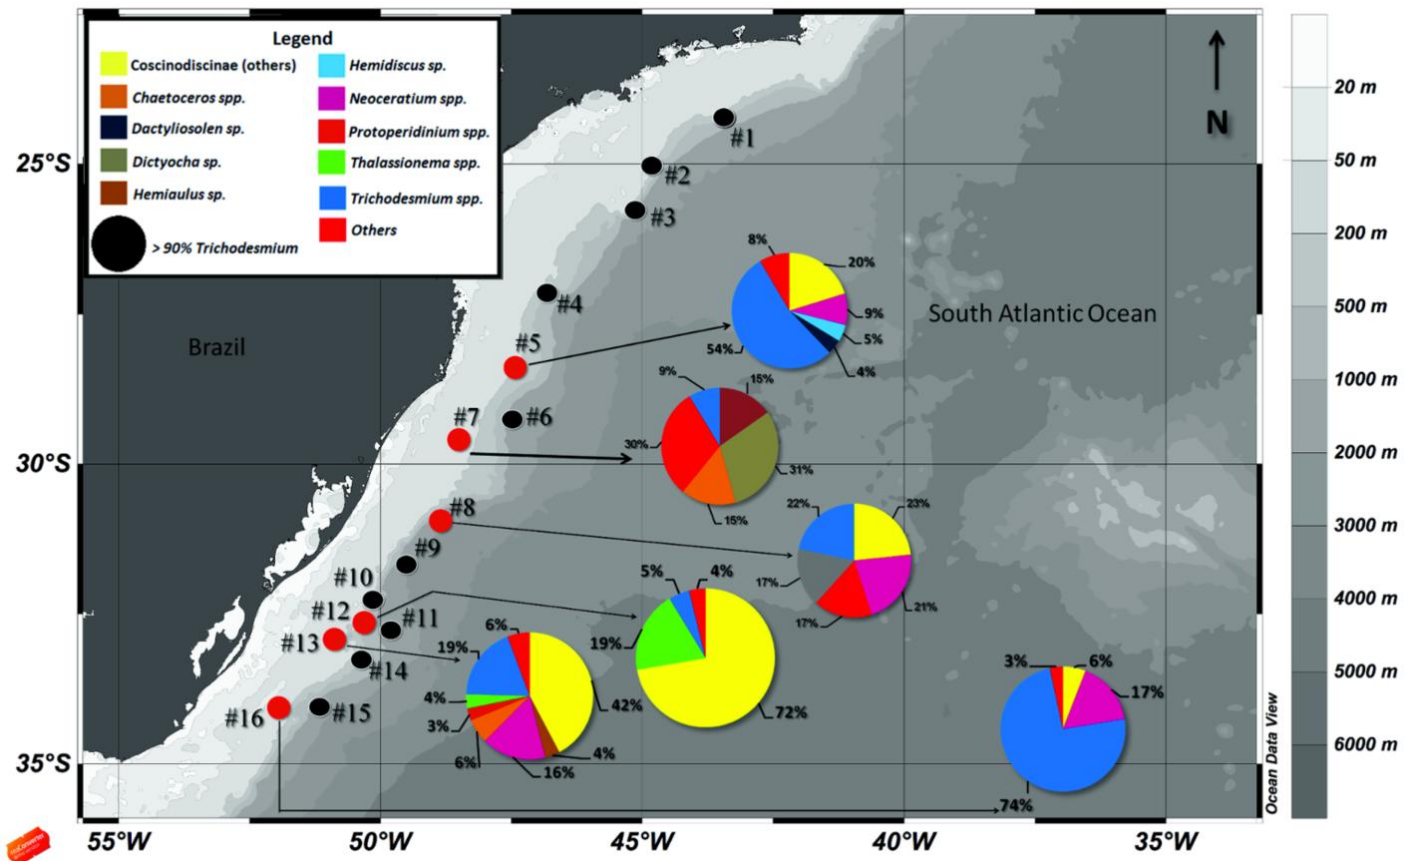 Legend
Coscinodiscinae (others)
Chaetoceros spp.
Dactyliosolen sp.
Dictyocha sp.
Hemiaulus sp.
Hemidiscus sp.
Neoceratium spp.
Protoperidinium spp.
Thalassionema spp.
Trichodesmium spp.
Others
> 90% Trichodesmium
N
Brazil
South Atlantic Ocean
#1
#2
#3
#4
#5
#6
#7
#8
#9
#10
#11
#12
#13
#14
#15
#16
8%
20%
9%
5%
4%
54%
9%
15%
31%
15%
30%
22%
23%
21%
17%
17%
5%
4%
19%
72%
6%
19%
42%
4%
3%
6%
16%
4%
3%
6%
17%
74%
25°S
30°S
35°S
55°W
50°W
45°W
40°W
35°W
20 m
50 m
200 m
500 m
1000 m
2000 m
3000 m
4000 m
5000 m
6000 m
Ocean Data View